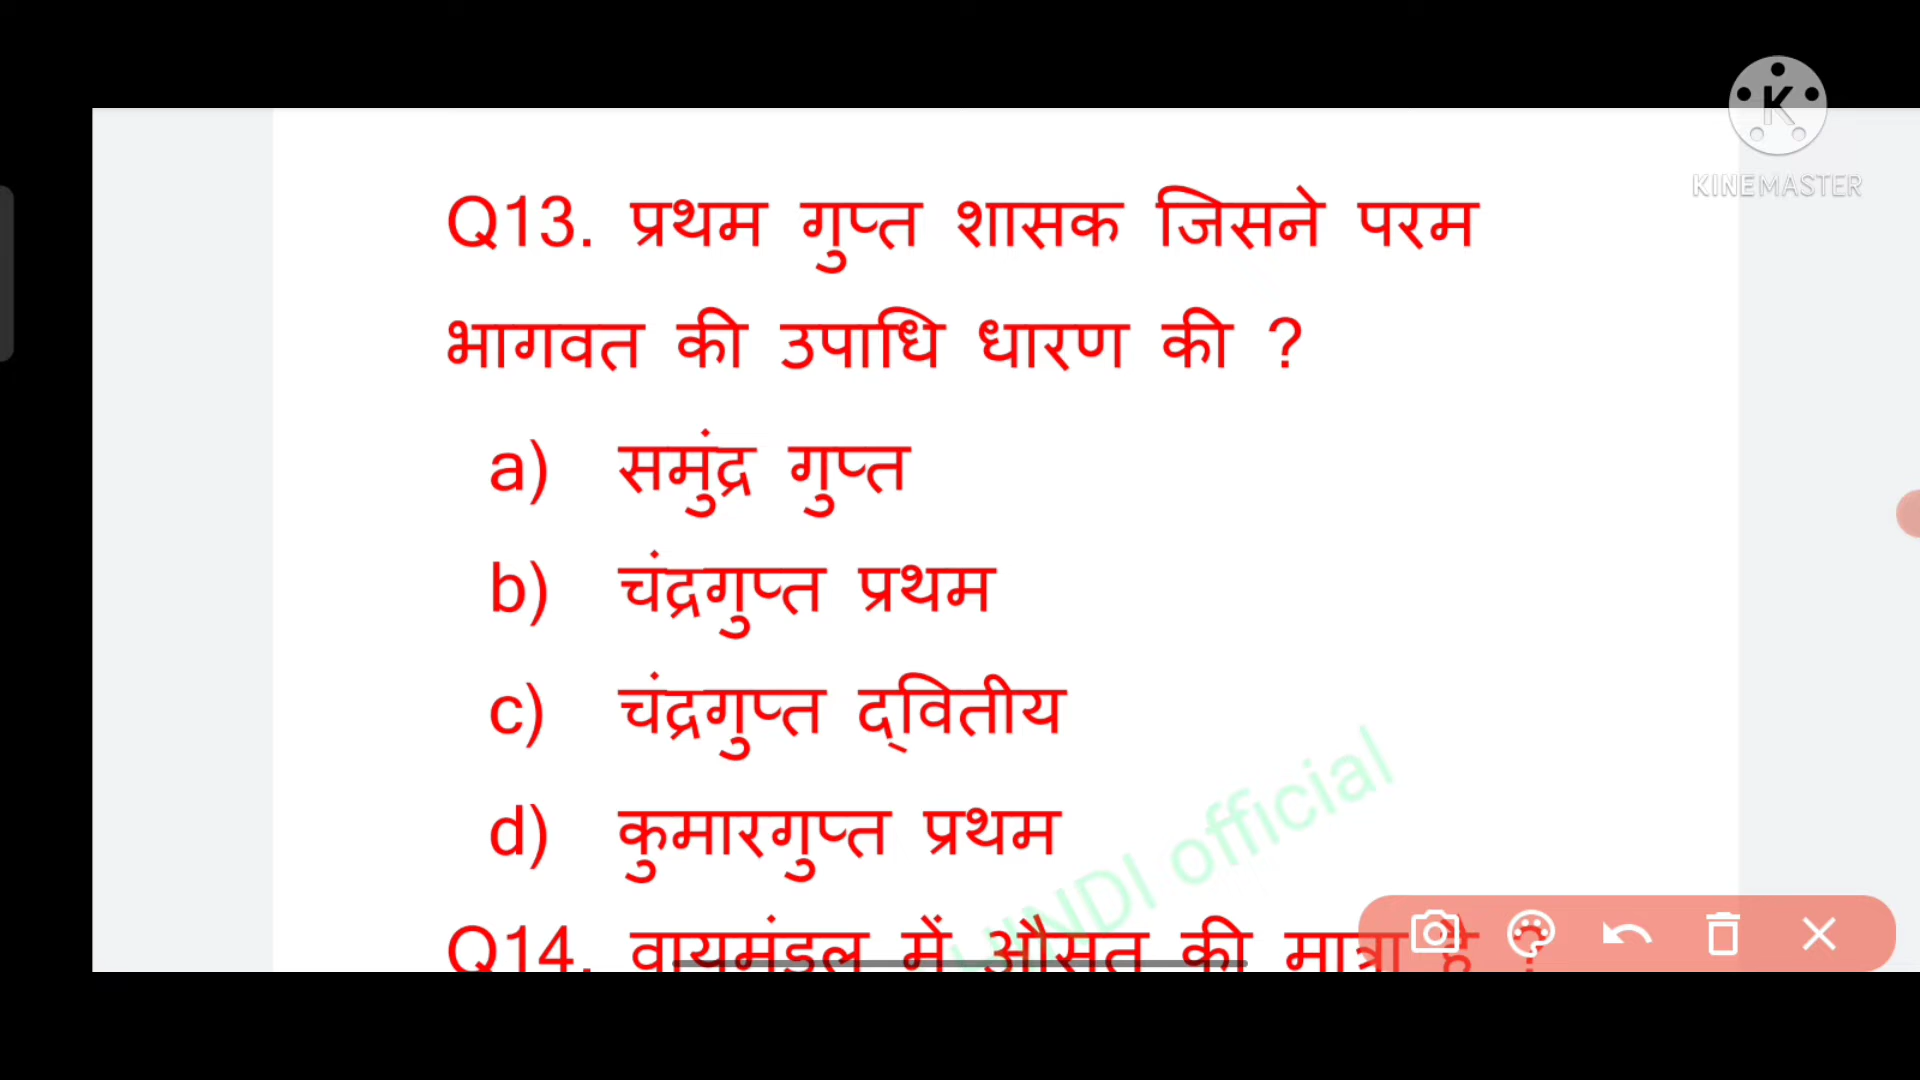 KINEMASTER
Q13. प्रथम गुप्त शासक जिसने परम
भागवत की उपाधि धारण की ?
a) समुंद्र गुप्त
b) चंद्रगुप्त प्रथम
c) चंद्रगुप्त द्वितीय
d) कुमारगुप्त प्रथम
HINDI official
Q14. वायुमंडल में औसत की मात्रा है ?